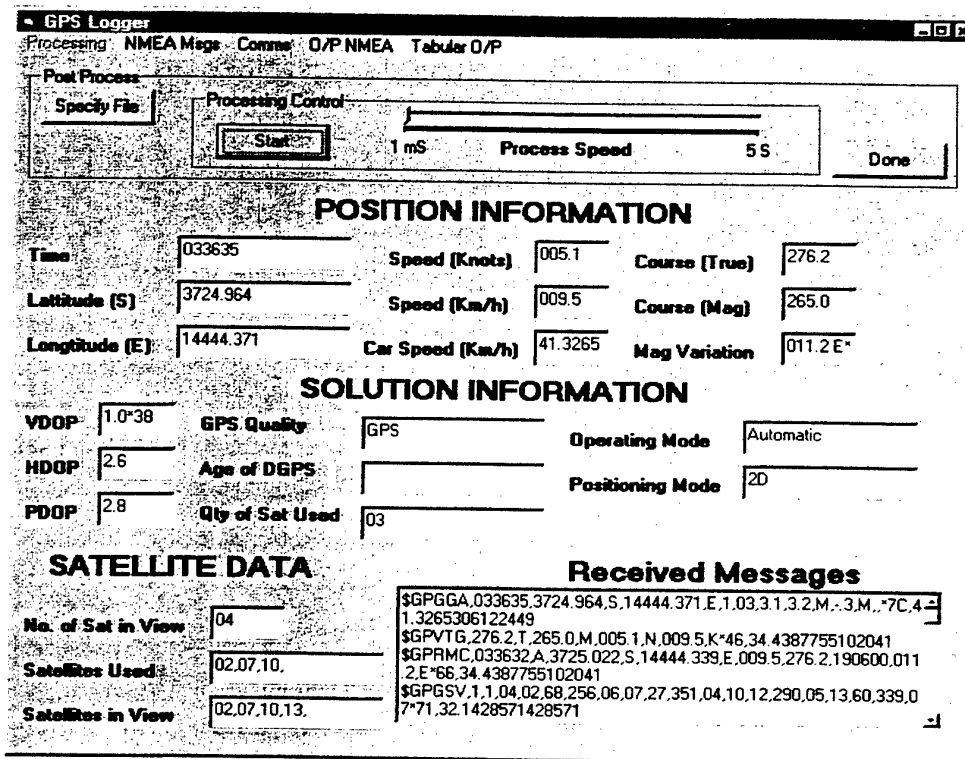 GPS Logger
Processing NMEA Msgs Comms O/P NMEA Tabular O/P
Post Process
Specify File
Processing Control
Start
1 mS Process Speed 5 S
Done
POSITION INFORMATION
Time 033635 Speed (Knots) 005.1 Course (True) 276.2
Lattitude (S) 3724.964 Speed (Km/h) 009.5 Course (Mag) 265.0
Longtitude (E) 14444.371 Car Speed (Km/h) 41.3265 Mag Variation 011.2 E*
SOLUTION INFORMATION
VDOP 1.0*38 GPS Quality GPS Operating Mode Automatic
HDOP 2.6 Age of DGPS Positioning Mode 2D
PDOP 2.8 Qty of Sat Used 03
SATELLITE DATA
No. of Sat in View 04
Satellites Used 02,07,10,
Satellites in View 02,07,10,13,
Received Messages
$GPGGA,033635,3724.964,S,14444.371,E,1,03,3.1,3.2,M,-.3,M,,*7C,4
1.3265306122449
$GPVTG,276.2,T,265.0,M,005.1,N,009.5,K*46,34.4387755102041
$GPRMC,033632,A,3725.022,S,14444.339,E,009.5,276.2,190600,011
.2,E*66,34.4387755102041
$GPGSV,1,1,04,02,68,256,06,07,27,351,04,10,12,290,05,13,60,339,0
7*71,32.1428571428571